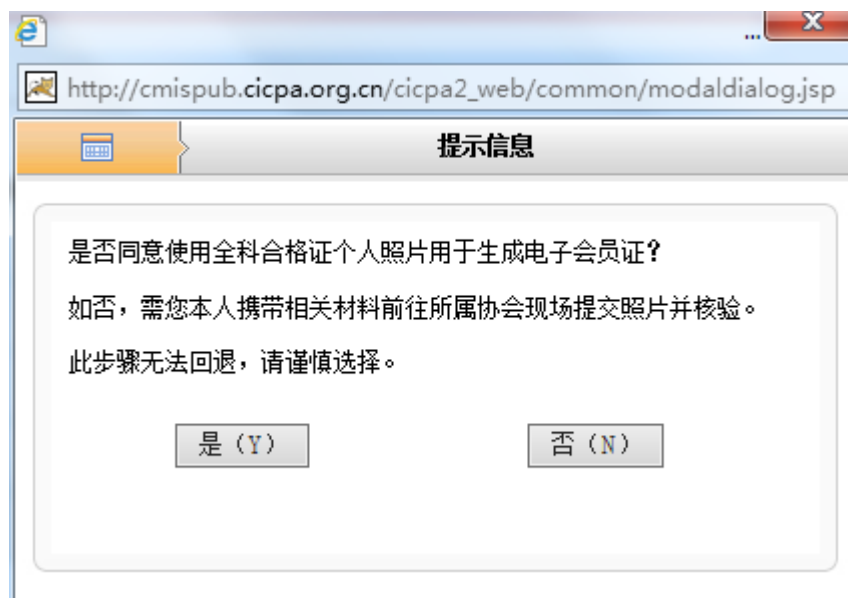 ...
http://cmispub.cicpa.org.cn/cicpa2_web/common/modaldialog.jsp
提示信息
是否同意使用全科合格证个人照片用于生成电子会员证?
如否，需您本人携带相关材料前往所属协会现场提交照片并核验。
此步骤无法回退，请谨慎选择。
是（Y） 否（N）